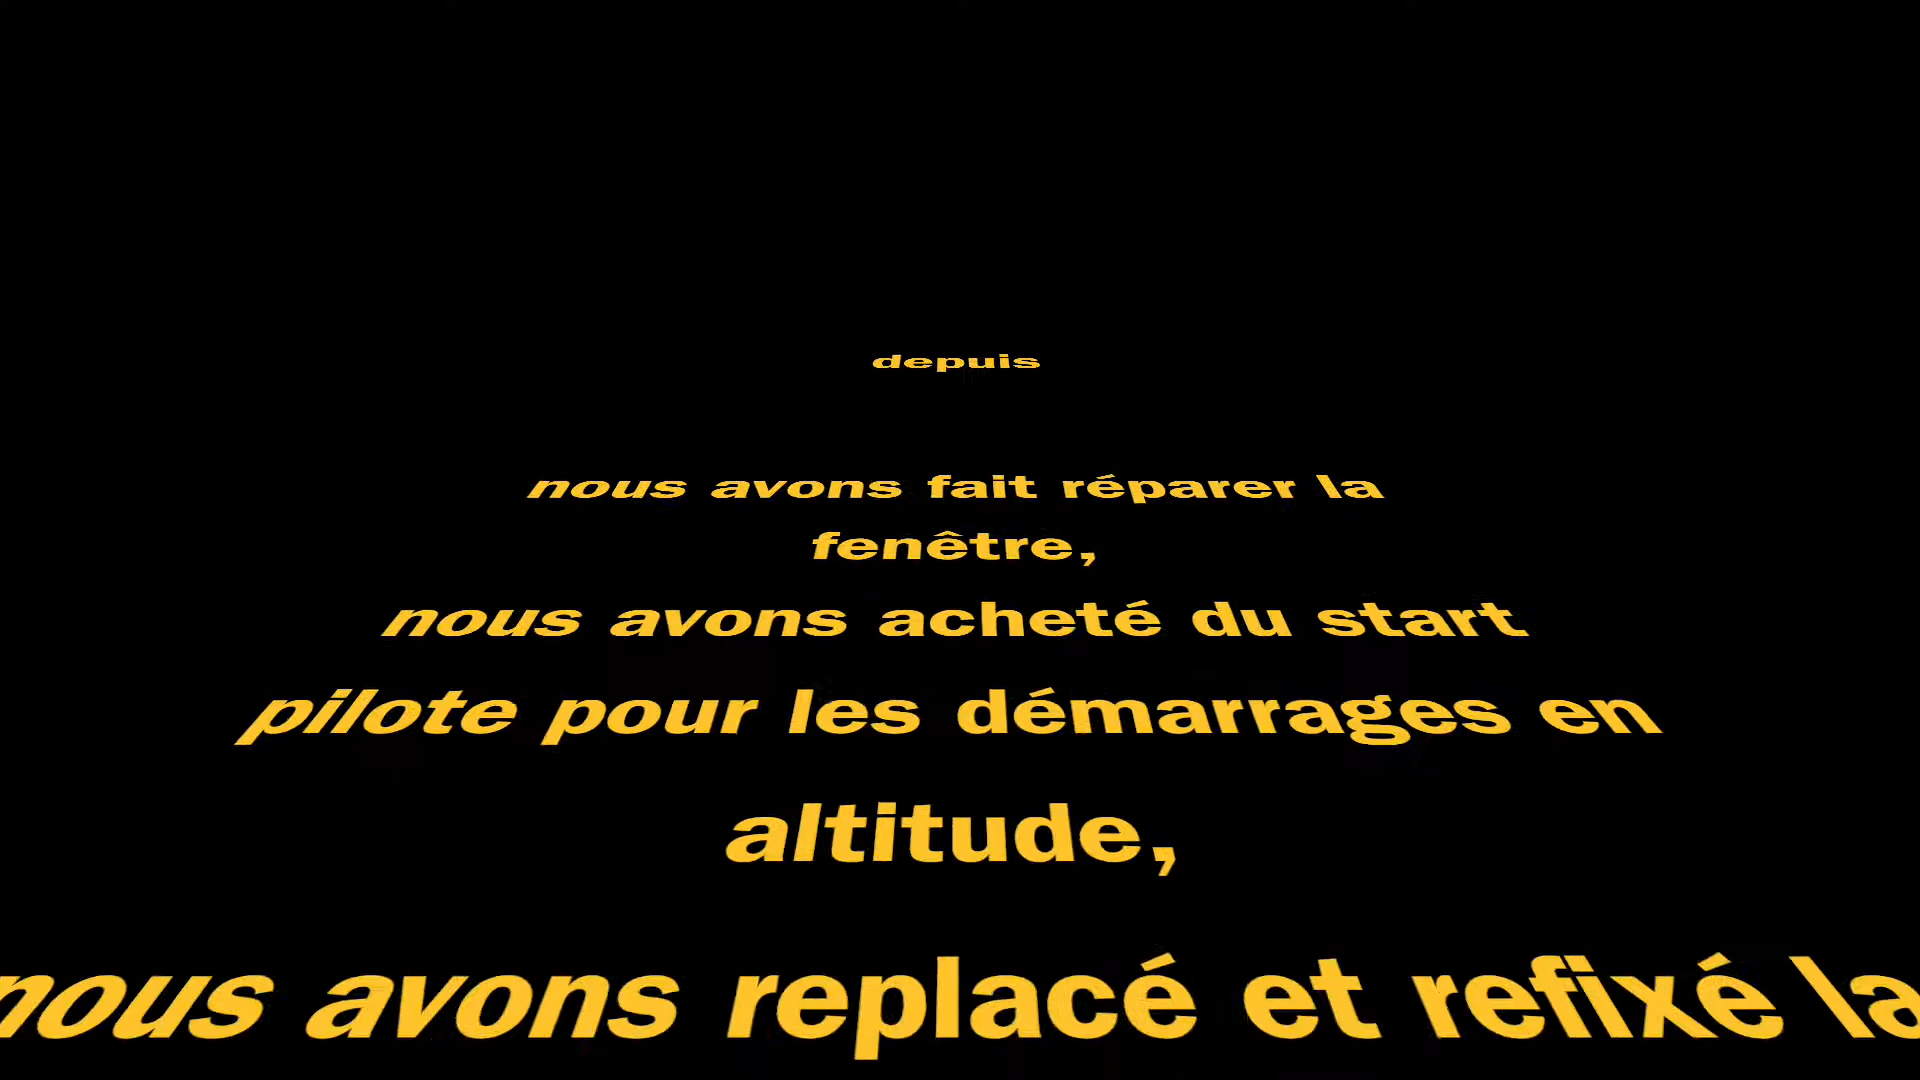 depuis
nous avons fait réparer la
fenêtre,
nous avons acheté du start
pilote pour les démarrages en
altitude,
nous avons replacé et refixé la